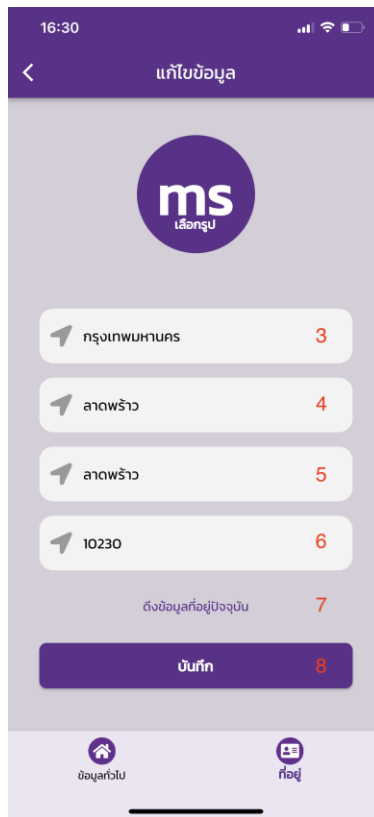 16:30
แก้ไขข้อมูล
ms
เลือกรูป
กรุงเทพมหานคร 3
ลาดพร้าว 4
ลาดพร้าว 5
10230 6
ดึงข้อมูลที่อยู่ปัจจุบัน 7
บันทึก 8
ข้อมูลทั่วไป ที่อยู่